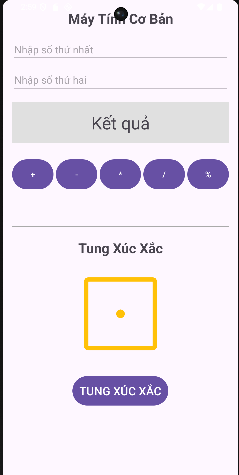 Máy Tính Cơ Bản
Nhập số thứ nhất
Nhập số thứ hai
Kết quả
+ - * / %
Tung Xúc Xắc
TUNG XÚC XẮC